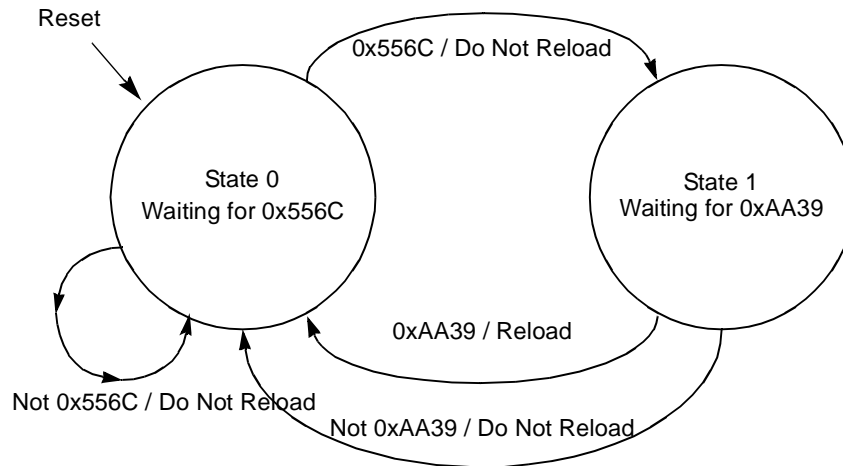 Reset
0x556C / Do Not Reload
State 0
Waiting for 0x556C
State 1
Waiting for 0xAA39
0xAA39 / Reload
Not 0x556C / Do Not Reload
Not 0xAA39 / Do Not Reload